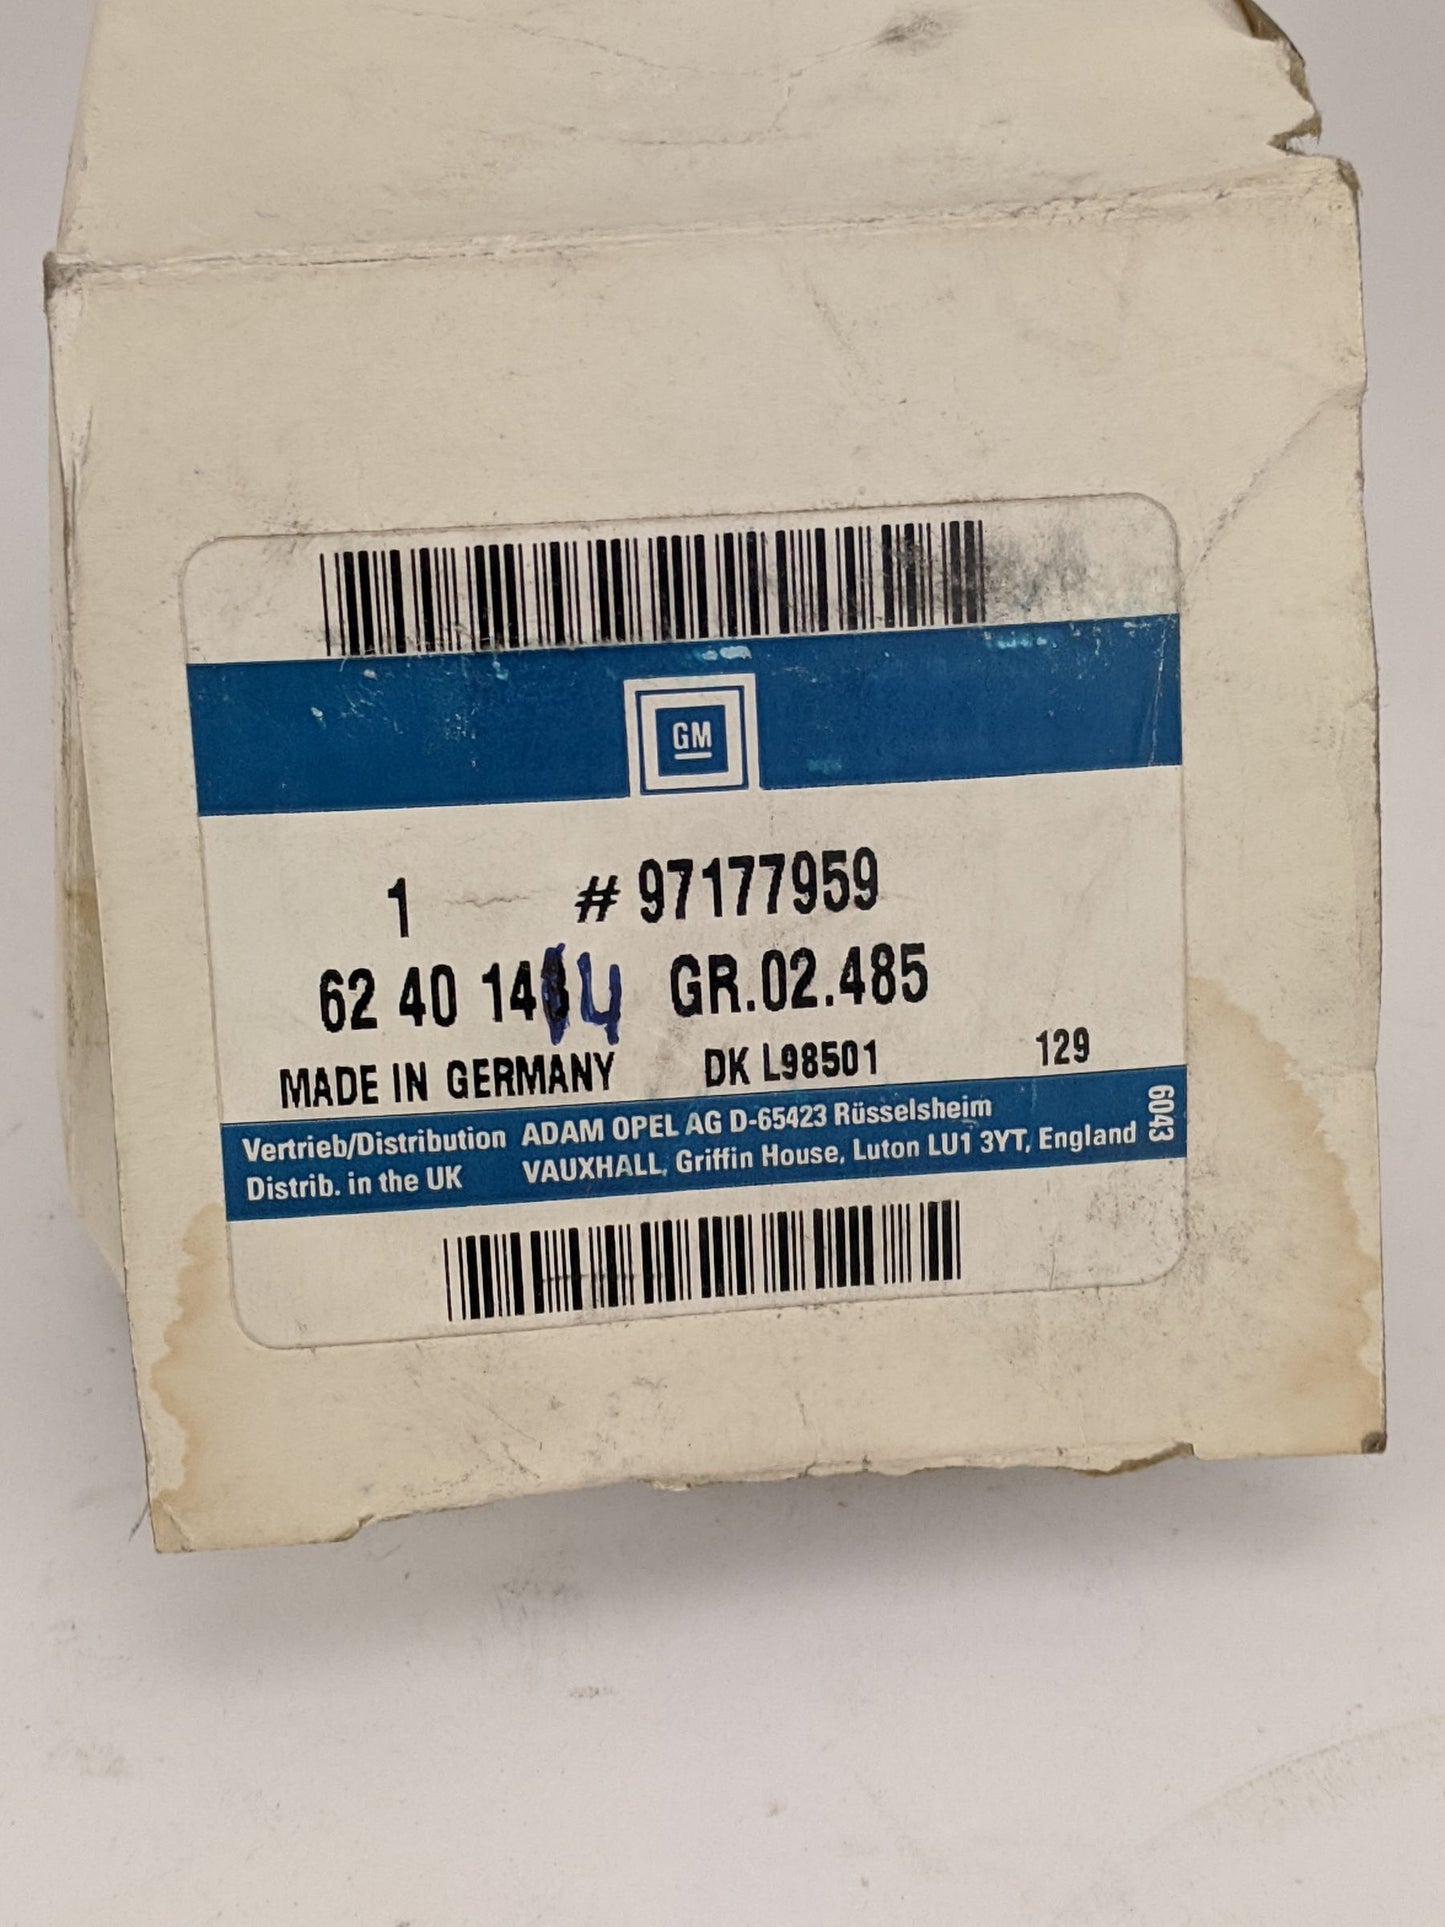 GM
1 # 97177959
62 40 144 GR.02.485
MADE IN GERMANY DK L98501 129
Vertrieb/Distribution ADAM OPEL AG D-65423 Rüsselsheim
Distrib. in the UK VAUXHALL, Griffin House, Luton LU1 3YT, England
6043